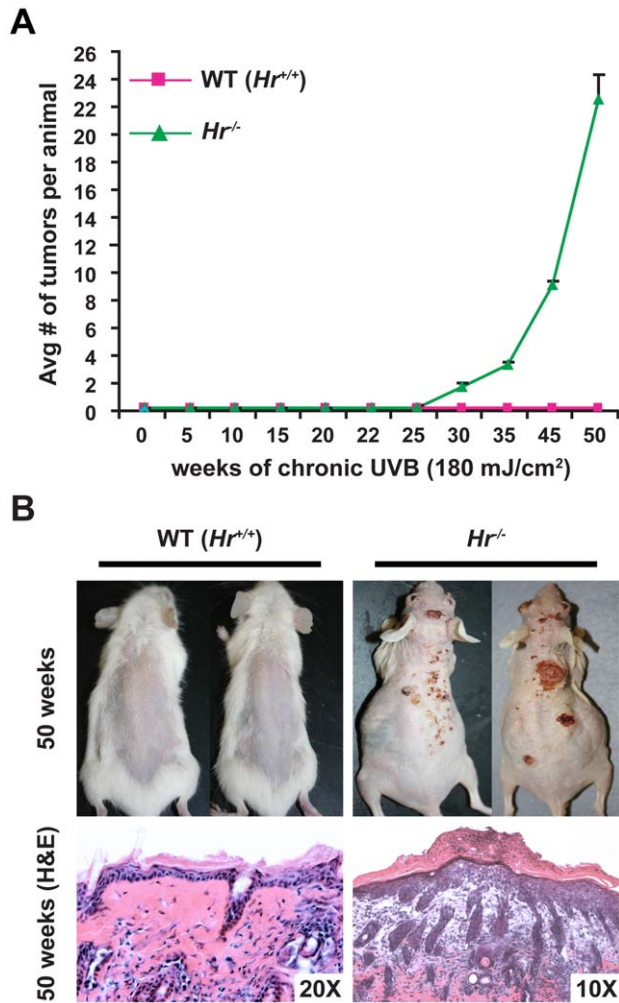 A
26
24
22
20
18
16
14
12
10
8
6
4
2
0
Avg # of tumors per animal
WT (Hr+/+)
Hr-/-
0 5 10 15 20 22 25 30 35 45 50
weeks of chronic UVB (180 mJ/cm²)
B
WT (Hr+/+) Hr-/-
50 weeks
50 weeks (H&E)
20X 10X